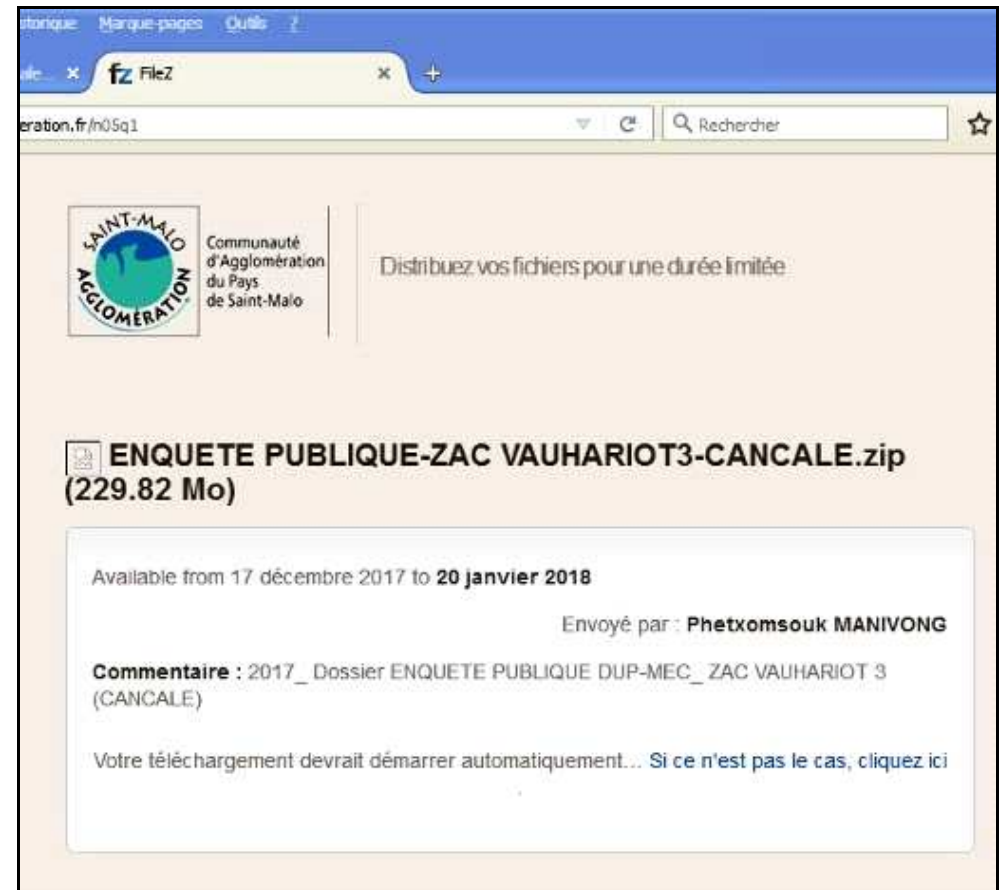 storique Marque-pages Outils ?
ale... × fz FileZ × +
eration.fr/n05q1 Rechercher
SAINT-MALO AGGLOMÉRATION
Communauté
d'Agglomération
du Pays
de Saint-Malo
Distribuez vos fichiers pour une durée limitée
ENQUETE PUBLIQUE-ZAC VAUHARIOT3-CANCALE.zip
(229.82 Mo)
Available from 17 décembre 2017 to 20 janvier 2018
Envoyé par : Phetxomsouk MANIVONG
Commentaire : 2017_ Dossier ENQUETE PUBLIQUE DUP-MEC_ ZAC VAUHARIOT 3
(CANCALE)
Votre téléchargement devrait démarrer automatiquement... Si ce n'est pas le cas, cliquez ici